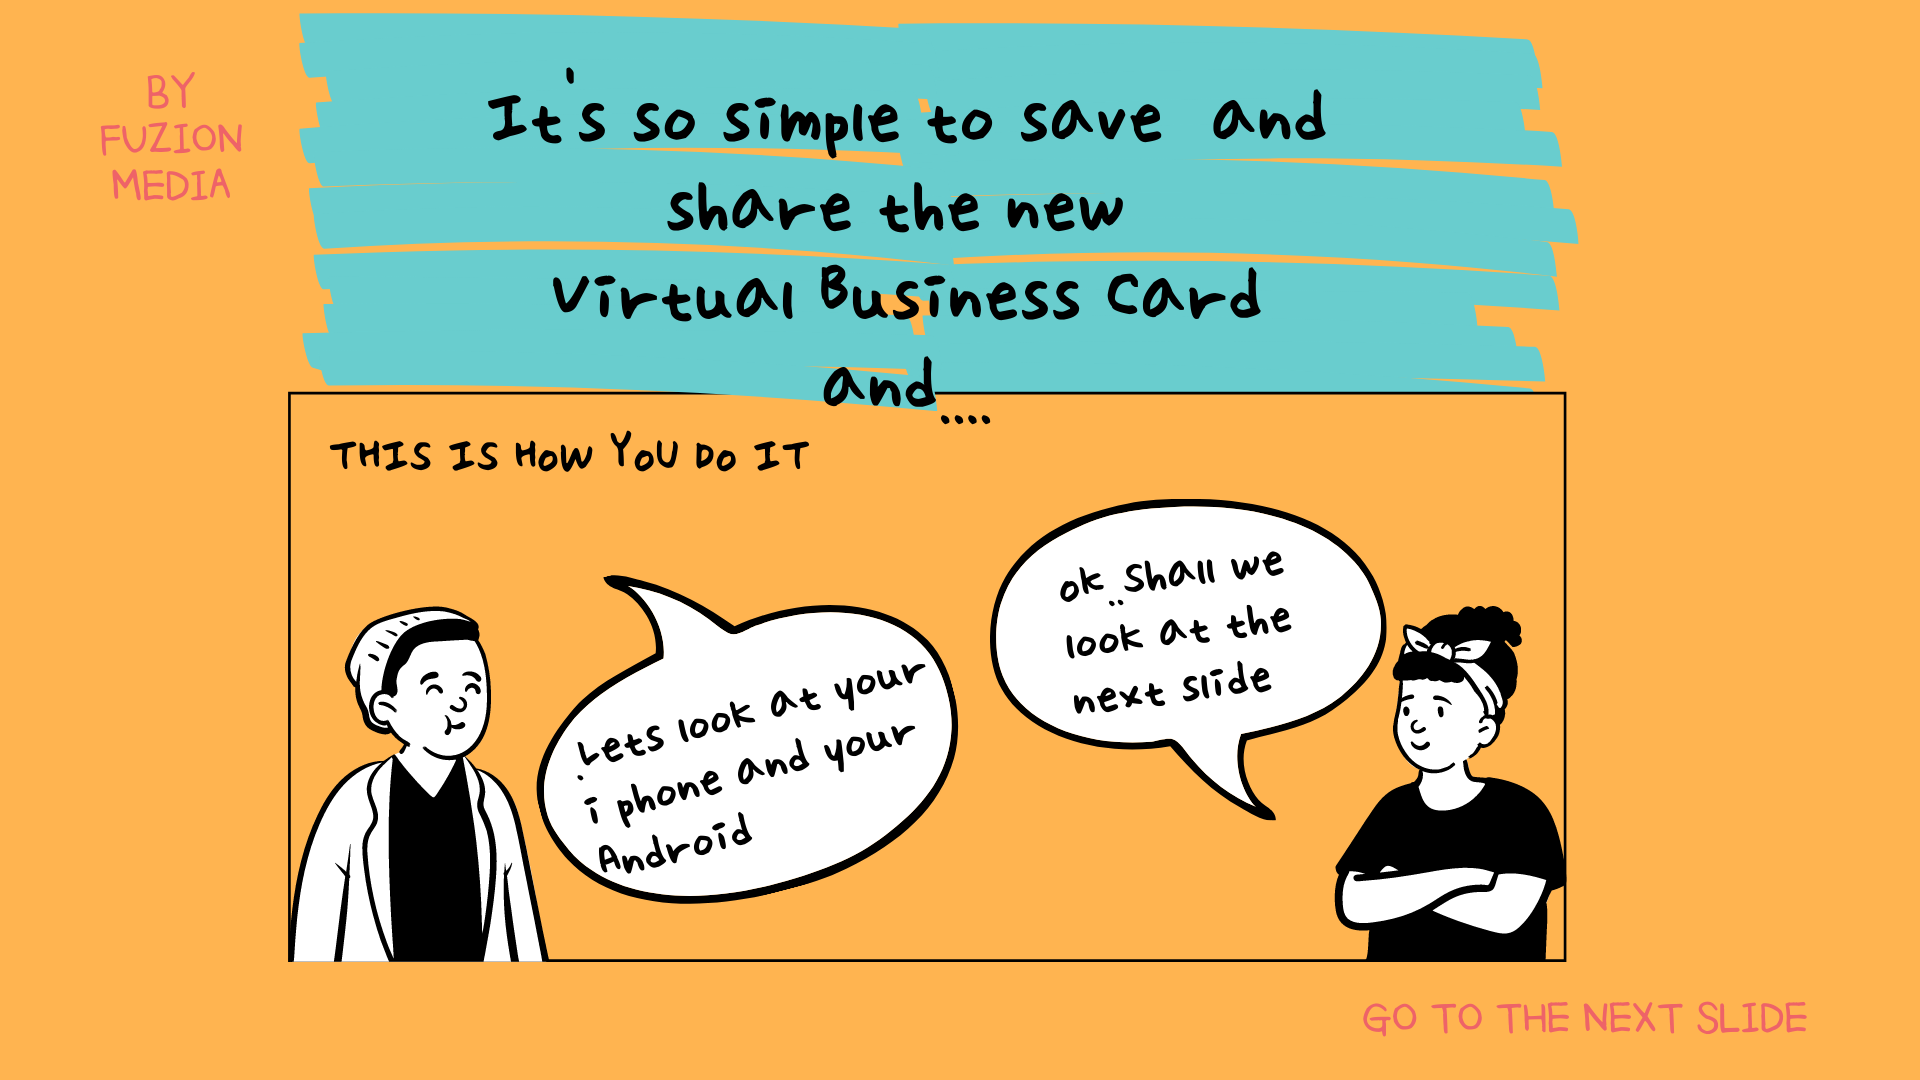 BY
FUZION
MEDIA
It's so simple to save and
share the new
Virtual Business Card
and....
THIS IS HOW YOU DO IT
Lets look at your
i phone and your
Android
ok..shall we
look at the
next slide
GO TO THE NEXT SLIDE